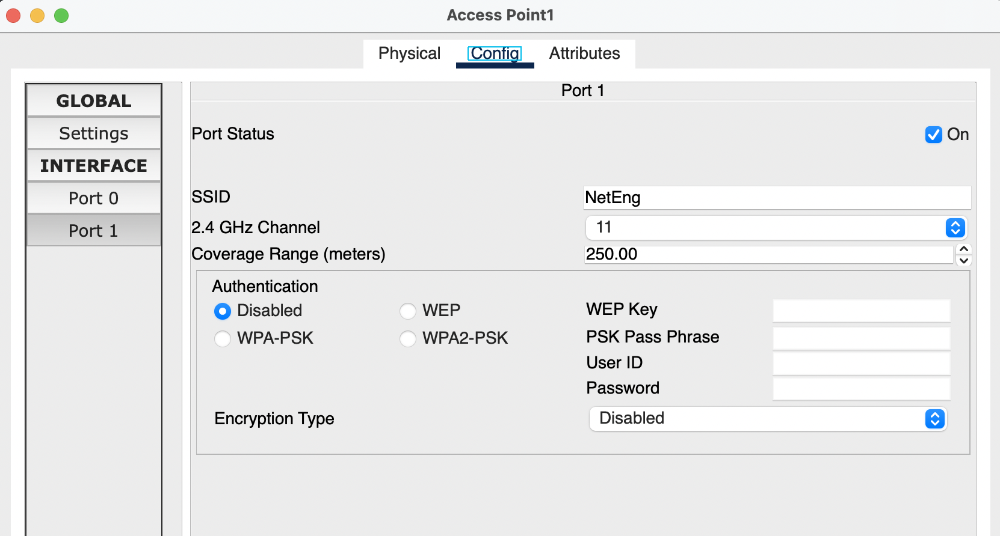 Access Point1
Physical Config Attributes
GLOBAL
Settings
INTERFACE
Port 0
Port 1
Port 1
Port Status On
SSID NetEng
2.4 GHz Channel 11
Coverage Range (meters) 250.00
Authentication
Disabled WEP
WPA-PSK WPA2-PSK
WEP Key
PSK Pass Phrase
User ID
Password
Encryption Type Disabled